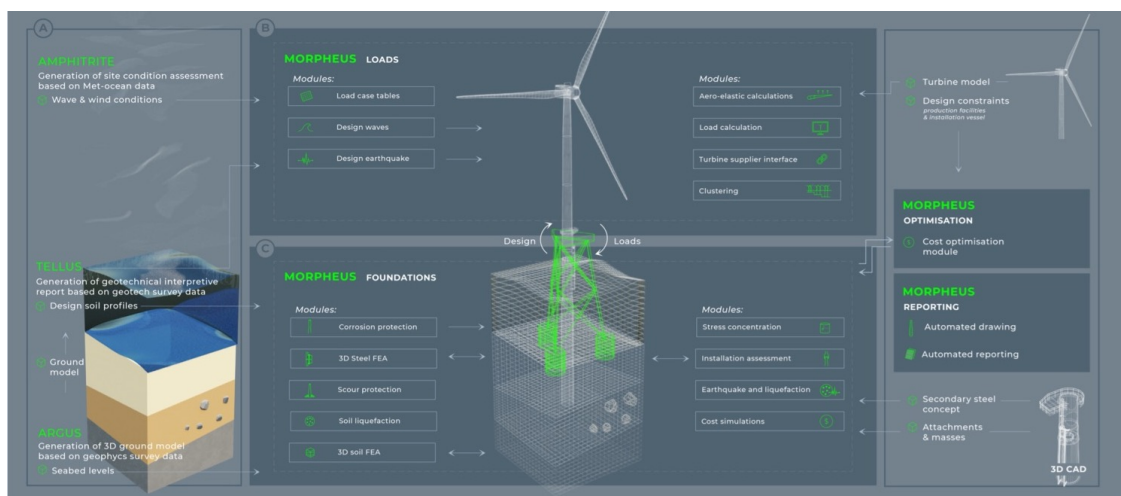 A
AMPHITRITE
Generation of site condition assessment
based on Met-ocean data
Wave & wind conditions
TELLUS
Generation of geotechnical interpretive
report based on geotech survey data
Design soil profiles
Ground
model
ARGUS
Generation of 3D ground model
based on geophycs survey data
Seabed levels
B
MORPHEUS LOADS
Modules:
Load case tables
Design waves
Design earthquake
Modules:
Aero-elastic calculations
Load calculation
Turbine supplier interface
Clustering
Design
Loads
C
MORPHEUS FOUNDATIONS
Modules:
Corrosion protection
3D Steel FEA
Scour protection
Soil liquefaction
3D soil FEA
Modules:
Stress concentration
Installation assessment
Earthquake and liquefaction
Cost simulations
Turbine model
Design constraints
production facilities
& installation vessel
MORPHEUS
OPTIMISATION
Cost optimisation
module
MORPHEUS
REPORTING
Automated drawing
Automated reporting
Secondary steel
concept
Attachments
& masses
3D CAD